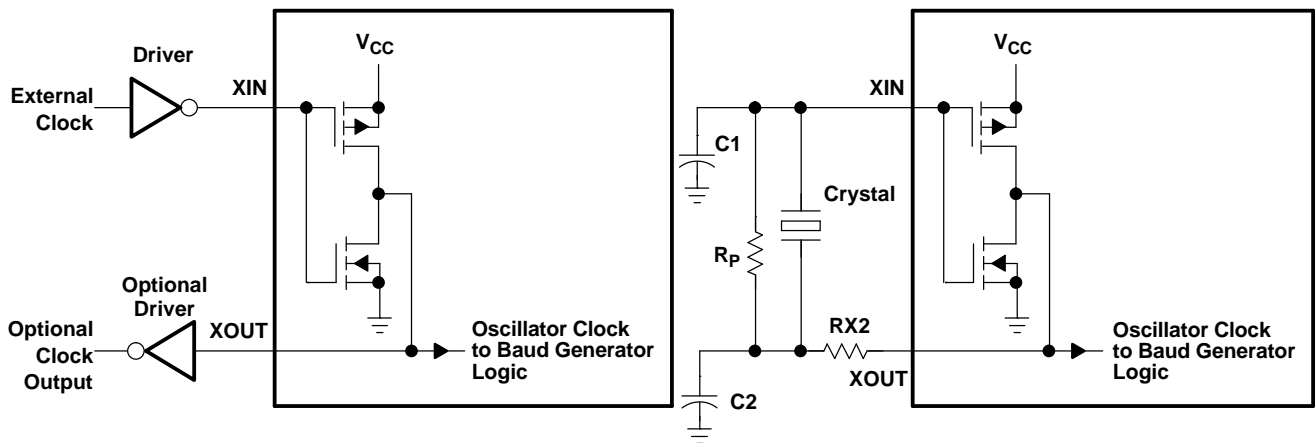 Driver
External
Clock
XIN
VCC
Optional
Driver
Optional
Clock
Output
XOUT
Oscillator Clock
to Baud Generator
Logic
C1
XIN
VCC
Crystal
RP
RX2
XOUT
C2
Oscillator Clock
to Baud Generator
Logic